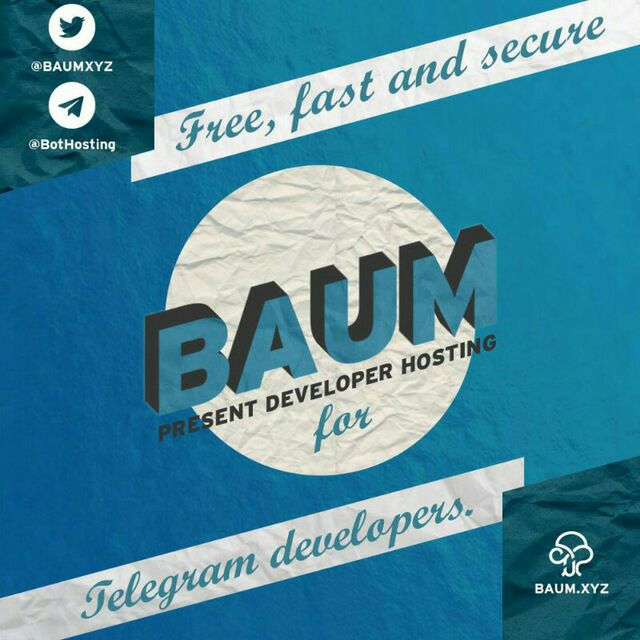 @BAUMXYZ
@BotHosting
Free, fast and secure
BAUM
PRESENT DEVELOPER HOSTING
for
Telegram developers.
BAUM.XYZ